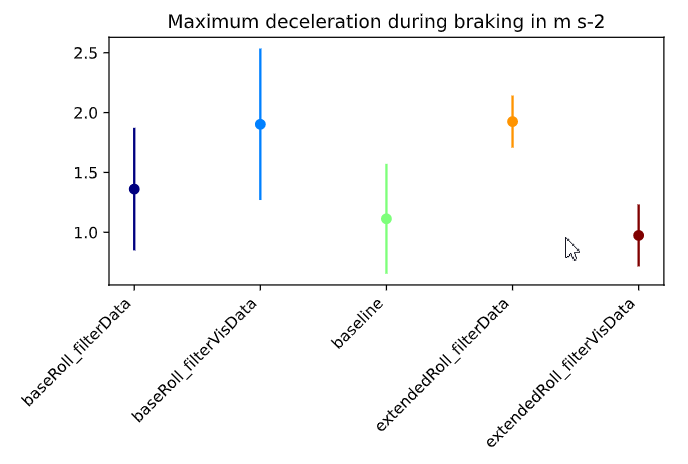 Maximum deceleration during braking in m s-2
2.5
2.0
1.5
1.0
baseRoll_filterData
baseRoll_filterVisData
baseline
extendedRoll_filterData
extendedRoll_filterVisData